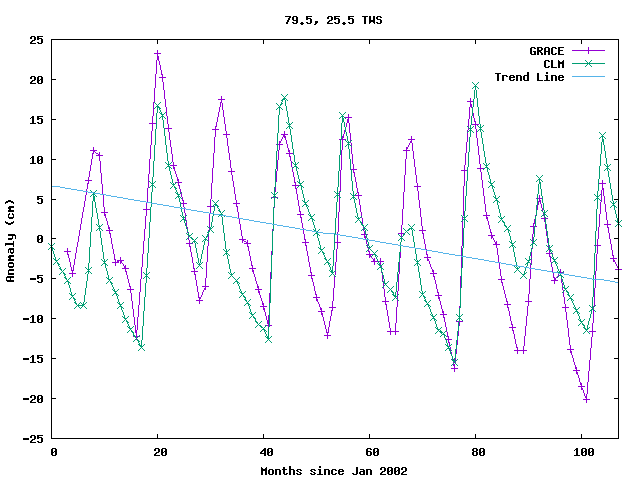 79.5, 25.5 TWS
GRACE
CLM
Trend Line
25
20
15
10
5
0
-5
-10
-15
-20
-25
Anomaly (cm)
0 20 40 60 80 100
Months since Jan 2002